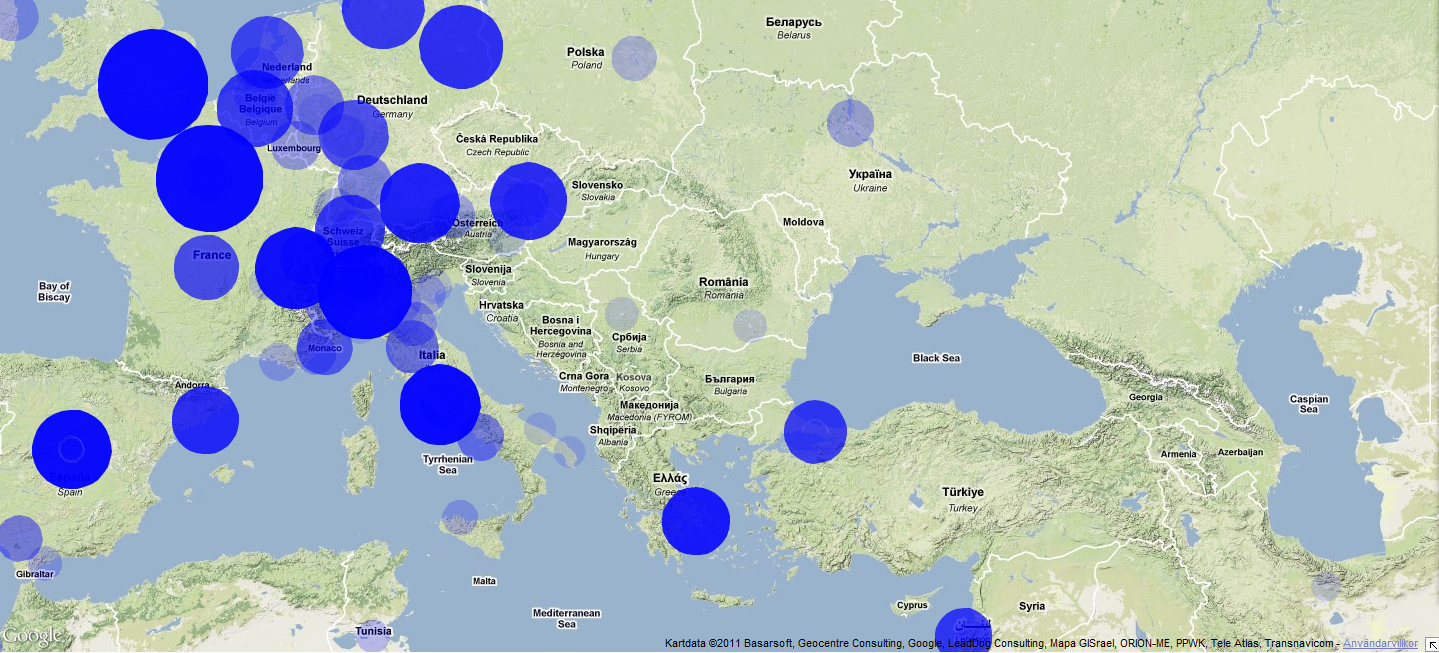 Беларусь
Belarus
Polska
Poland
Nederland
Netherlands
België
Belgique
Belgium
Deutschland
Germany
Luxembourg
Česká Republika
Czech Republic
Україна
Ukraine
Slovensko
Slovakia
Österreich
Austria
Moldova
Schweiz
Suisse
Magyarország
Hungary
France
Slovenija
Slovenia
România
Romania
Bay of
Biscay
Hrvatska
Croatia
Bosna i
Hercegovina
Bosnia and
Herzegovina
Србија
Serbia
Monaco
Italia
Black Sea
Andorra
Crna Gora
Montenegro
Kosova
Kosovo
България
Bulgaria
Georgia
Caspian
Sea
Македонија
Macedonia (FYROM)
Shqipëria
Albania
Armenia
Azerbaijan
Tyrrhenian
Sea
España
Spain
Ελλάς
Greece
Türkiye
Turkey
Gibraltar
Malta
Mediterranean
Sea
Cyprus
Syria
Tunisia
Google
Kartdata ©2011 Basarsoft, Geocentre Consulting, Google, LeadDog Consulting, Mapa GISrael, ORION-ME, PPWK, Tele Atlas, Transnavicom - Användarvillkor